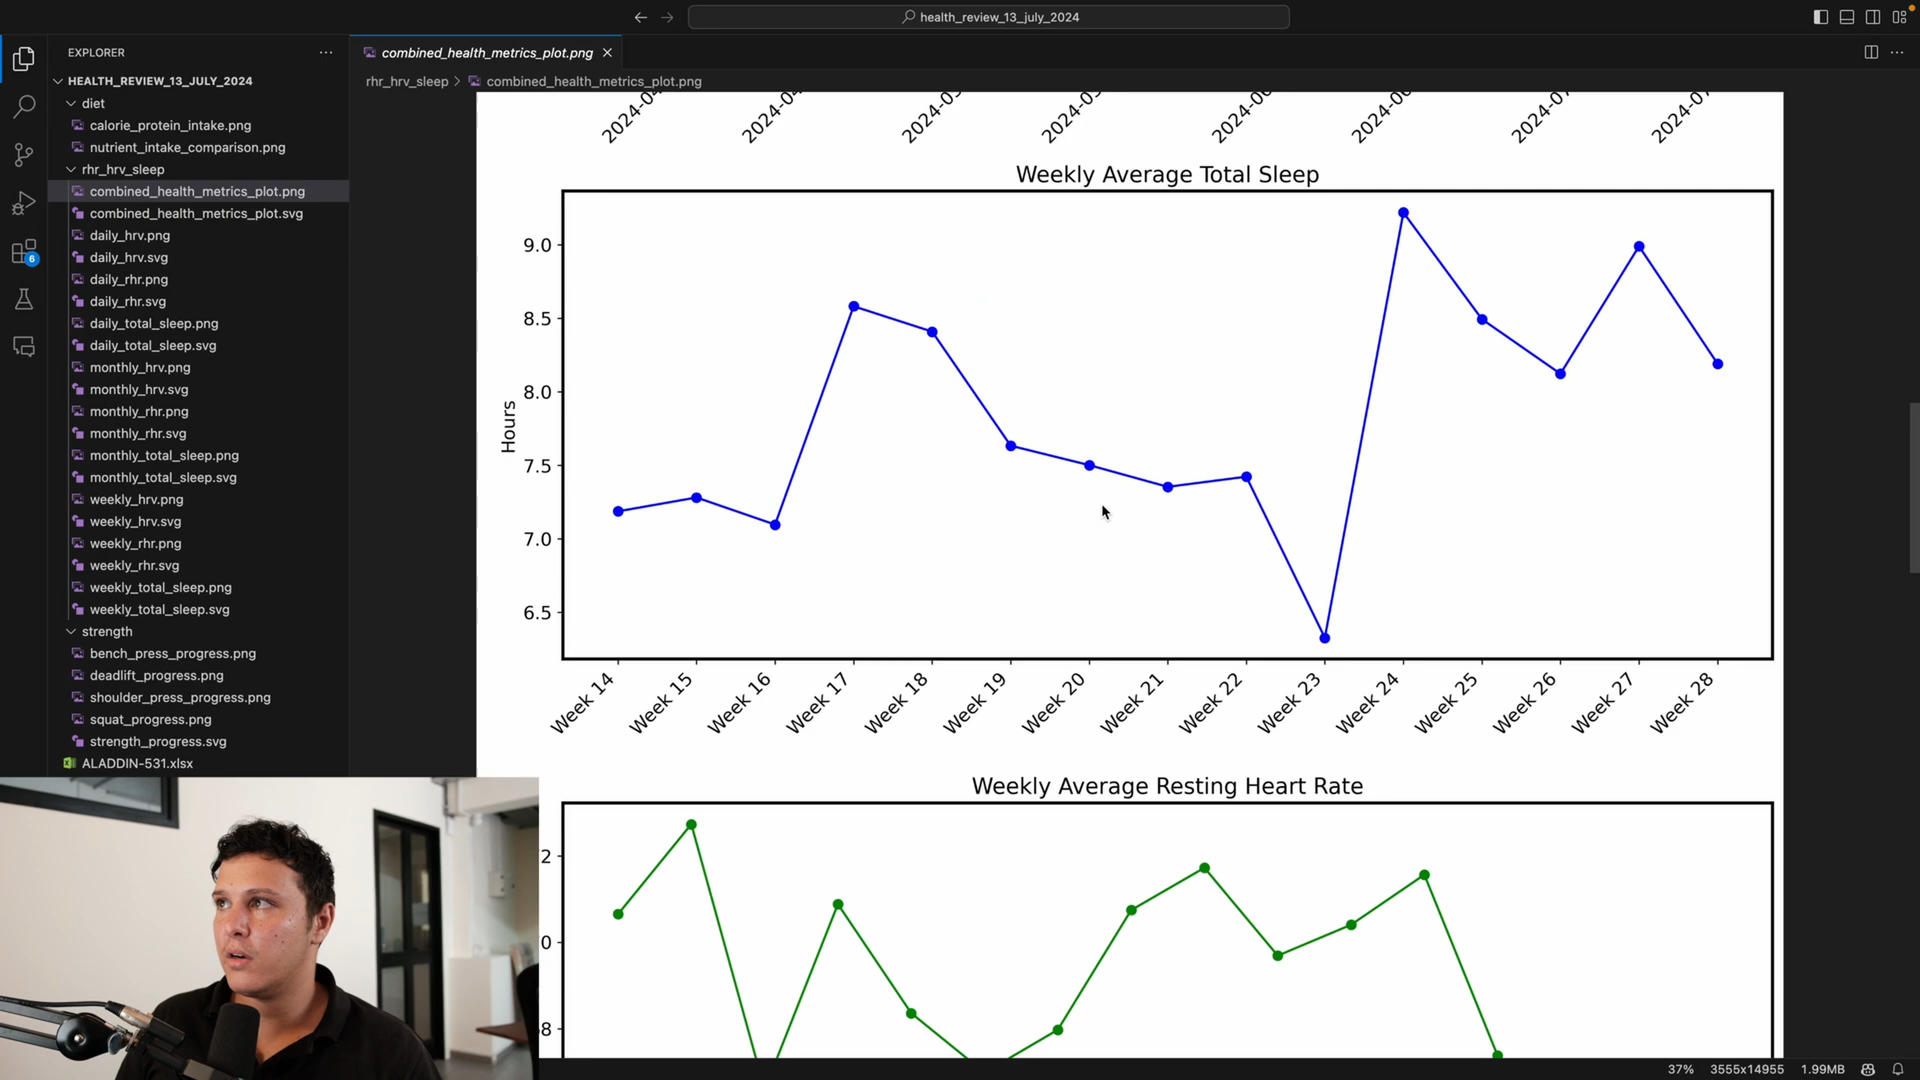 health_review_13_july_2024
EXPLORER
HEALTH_REVIEW_13_JULY_2024
diet
calorie_protein_intake.png
nutrient_intake_comparison.png
rhr_hrv_sleep
combined_health_metrics_plot.png
combined_health_metrics_plot.svg
daily_hrv.png
daily_hrv.svg
daily_rhr.png
daily_rhr.svg
daily_total_sleep.png
daily_total_sleep.svg
monthly_hrv.png
monthly_hrv.svg
monthly_rhr.png
monthly_rhr.svg
monthly_total_sleep.png
monthly_total_sleep.svg
weekly_hrv.png
weekly_hrv.svg
weekly_rhr.png
weekly_rhr.svg
weekly_total_sleep.png
weekly_total_sleep.svg
strength
bench_press_progress.png
deadlift_progress.png
shoulder_press_progress.png
squat_progress.png
strength_progress.svg
ALADDIN-531.xlsx
6
combined_health_metrics_plot.png
rhr_hrv_sleep > combined_health_metrics_plot.png
Weekly Average Total Sleep
Hours
9.0
8.5
8.0
7.5
7.0
6.5
Week 14
Week 15
Week 16
Week 17
Week 18
Week 19
Week 20
Week 21
Week 22
Week 23
Week 24
Week 25
Week 26
Week 27
Week 28
Weekly Average Resting Heart Rate
2
0
8
37% 3555x14955 1.99MB